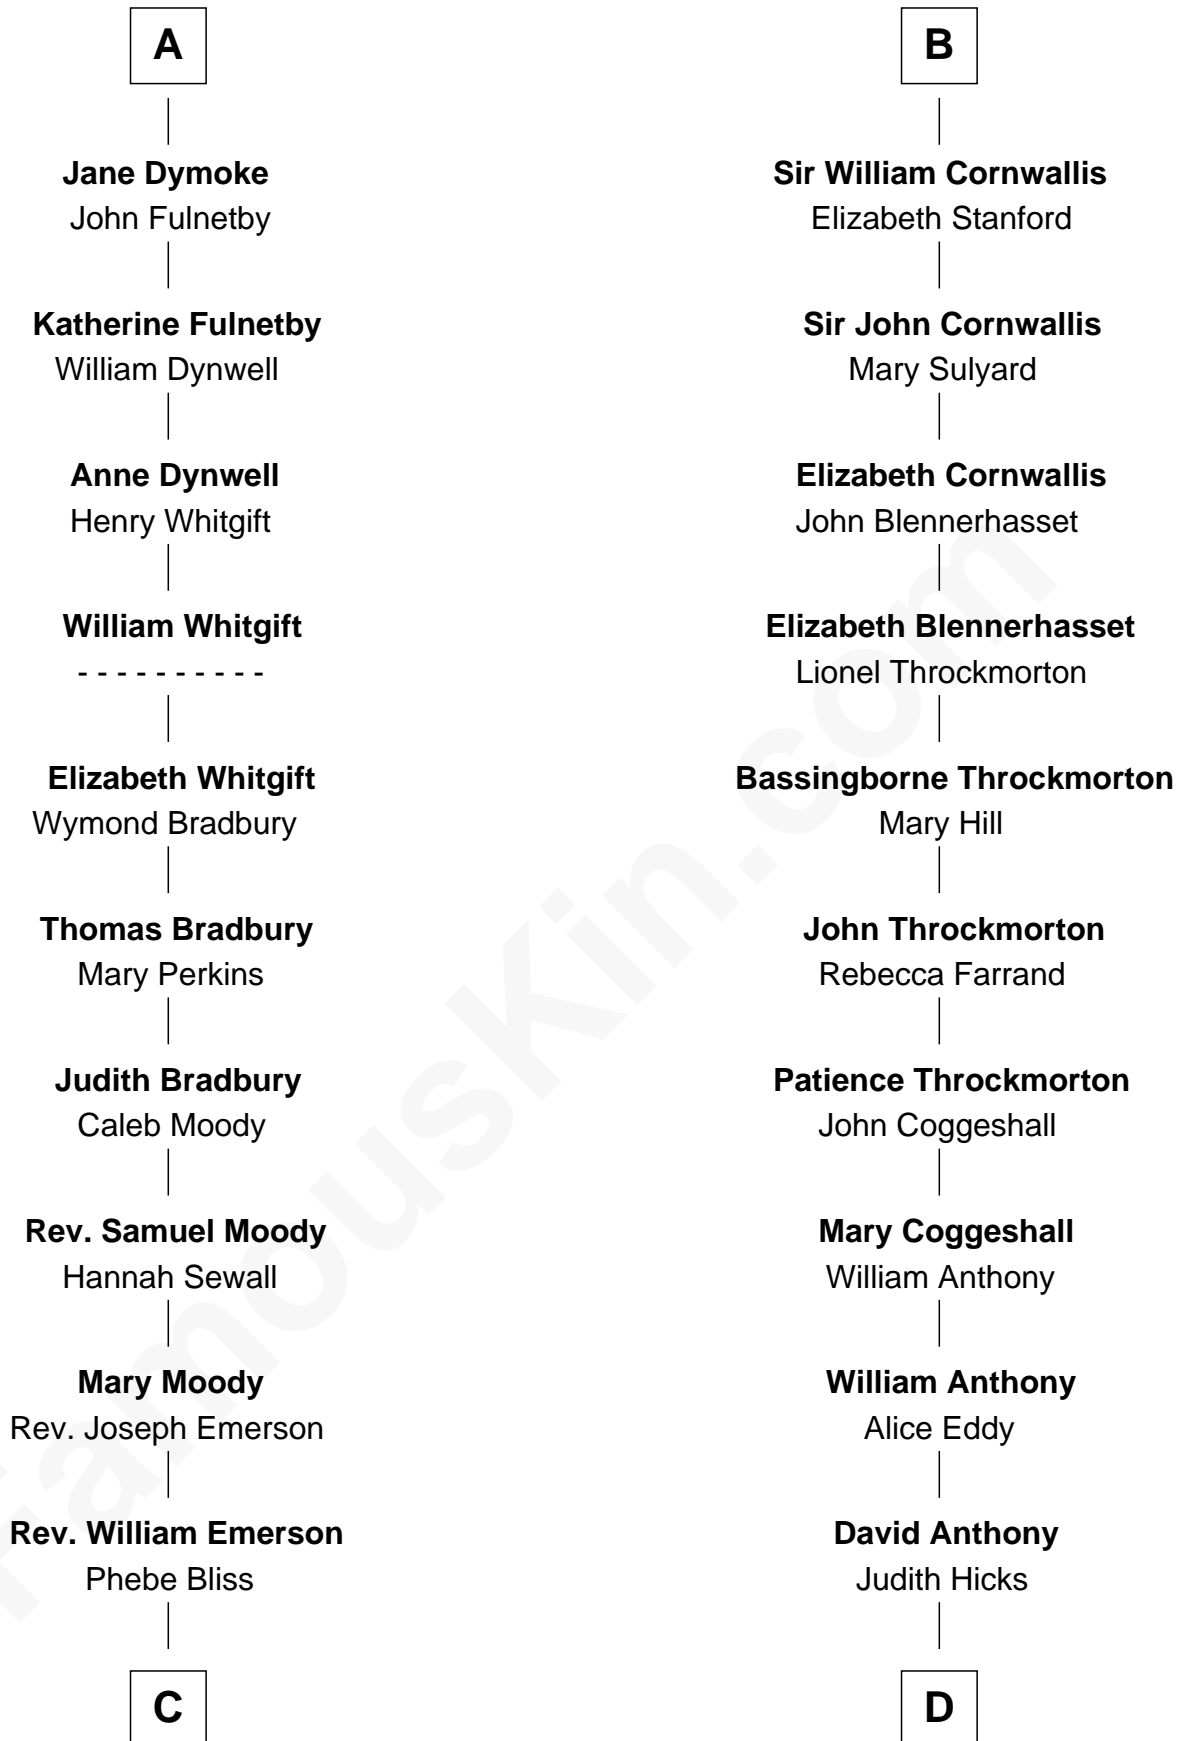 A
Jane Dymoke
John Fulnetby
Katherine Fulnetby
William Dynwell
Anne Dynwell
Henry Whitgift
William Whitgift
- - - - - - - - - -
Elizabeth Whitgift
Wymond Bradbury
Thomas Bradbury
Mary Perkins
Judith Bradbury
Caleb Moody
Rev. Samuel Moody
Hannah Sewall
Mary Moody
Rev. Joseph Emerson
Rev. William Emerson
Phebe Bliss
C
B
Sir William Cornwallis
Elizabeth Stanford
Sir John Cornwallis
Mary Sulyard
Elizabeth Cornwallis
John Blennerhasset
Elizabeth Blennerhasset
Lionel Throckmorton
Bassingborne Throckmorton
Mary Hill
John Throckmorton
Rebecca Farrand
Patience Throckmorton
John Coggeshall
Mary Coggeshall
William Anthony
William Anthony
Alice Eddy
David Anthony
Judith Hicks
D
FamousKin.com